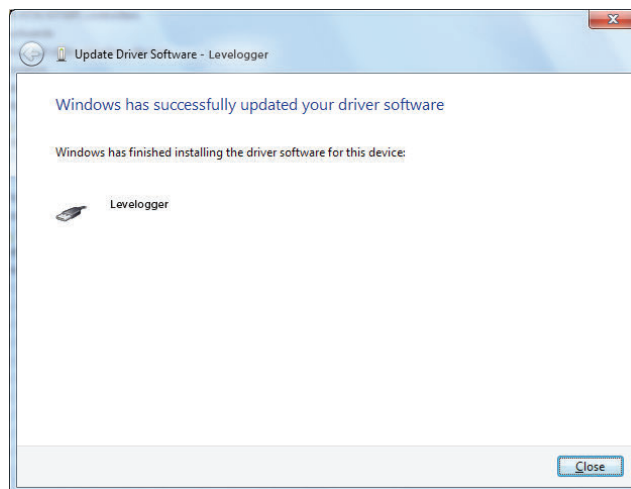 Update Driver Software - Levelogger
Windows has successfully updated your driver software
Windows has finished installing the driver software for this device:
Levelogger
Close